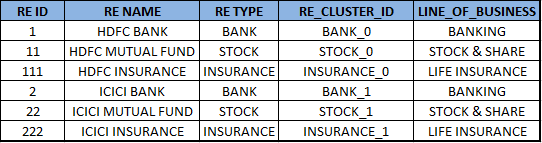 RE ID RE NAME RE TYPE RE_CLUSTER_ID LINE_OF_BUSINESS
1 HDFC BANK BANK BANK_0 BANKING
11 HDFC MUTUAL FUND STOCK STOCK_0 STOCK & SHARE
111 HDFC INSURANCE INSURANCE INSURANCE_0 LIFE INSURANCE
2 ICICI BANK BANK BANK_1 BANKING
22 ICICI MUTUAL FUND STOCK STOCK_1 STOCK & SHARE
222 ICICI INSURANCE INSURANCE INSURANCE_1 LIFE INSURANCE